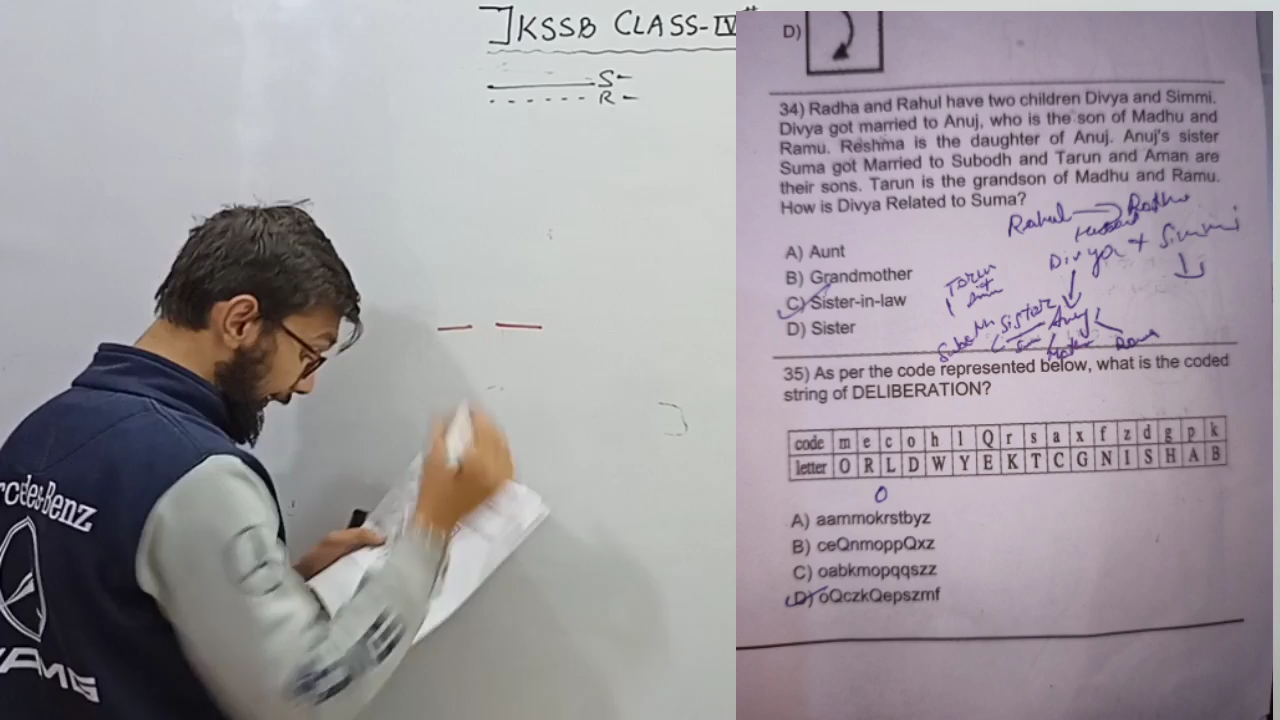 JKSSB CLASS-IV
S-
R-
Mercedes-Benz
AMG
D)
34) Radha and Rahul have two children Divya and Simmi.
Divya got married to Anuj, who is the son of Madhu and
Ramu. Reshma is the daughter of Anuj. Anuj's sister
Suma got Married to Subodh and Tarun and Aman are
their sons. Tarun is the grandson of Madhu and Ramu.
How is Divya Related to Suma?
Rahul Radha
Divya + Simmi
A) Aunt
B) Grandmother
C) Sister-in-law
D) Sister
Tarun
Subodh Sister Anuj
35) As per the code represented below, what is the coded
string of DELIBERATION?
code m e c o h l Q r s a x f z d g p k
letter O R L D W Y E K T C G N I S H A B
O
A) aammokrstbyz
B) ceQnmoppQxz
C) oabkmopqqszz
D) oQczkQepszmf